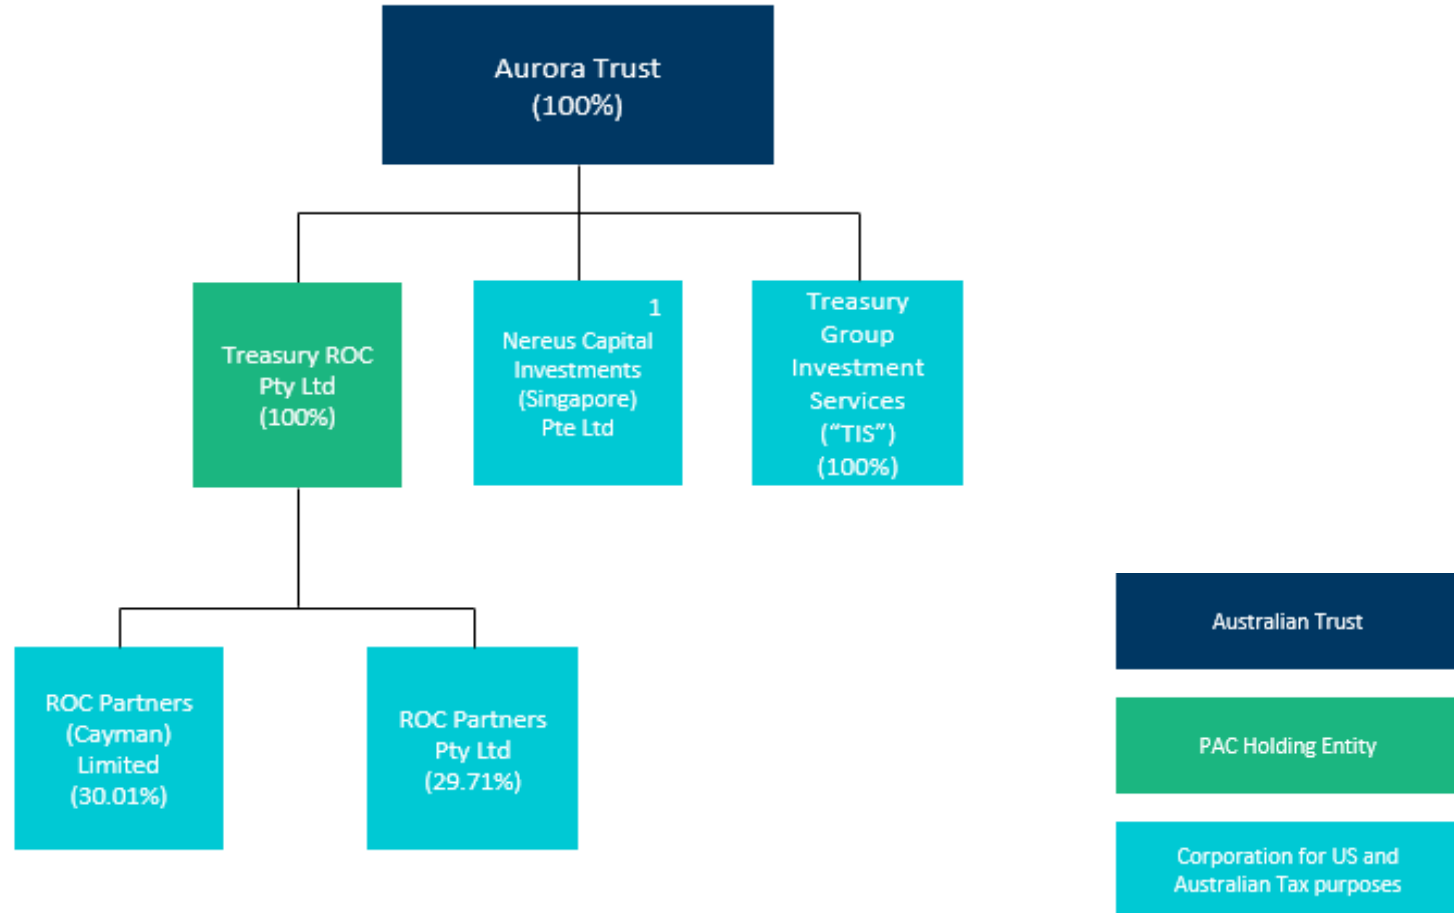 Aurora Trust
(100%)
Treasury ROC
Pty Ltd
(100%)
1
Nereus Capital
Investments
(Singapore)
Pte Ltd
Treasury
Group
Investment
Services
(“TIS”)
(100%)
ROC Partners
(Cayman)
Limited
(30.01%)
ROC Partners
Pty Ltd
(29.71%)
Australian Trust
PAC Holding Entity
Corporation for US and
Australian Tax purposes